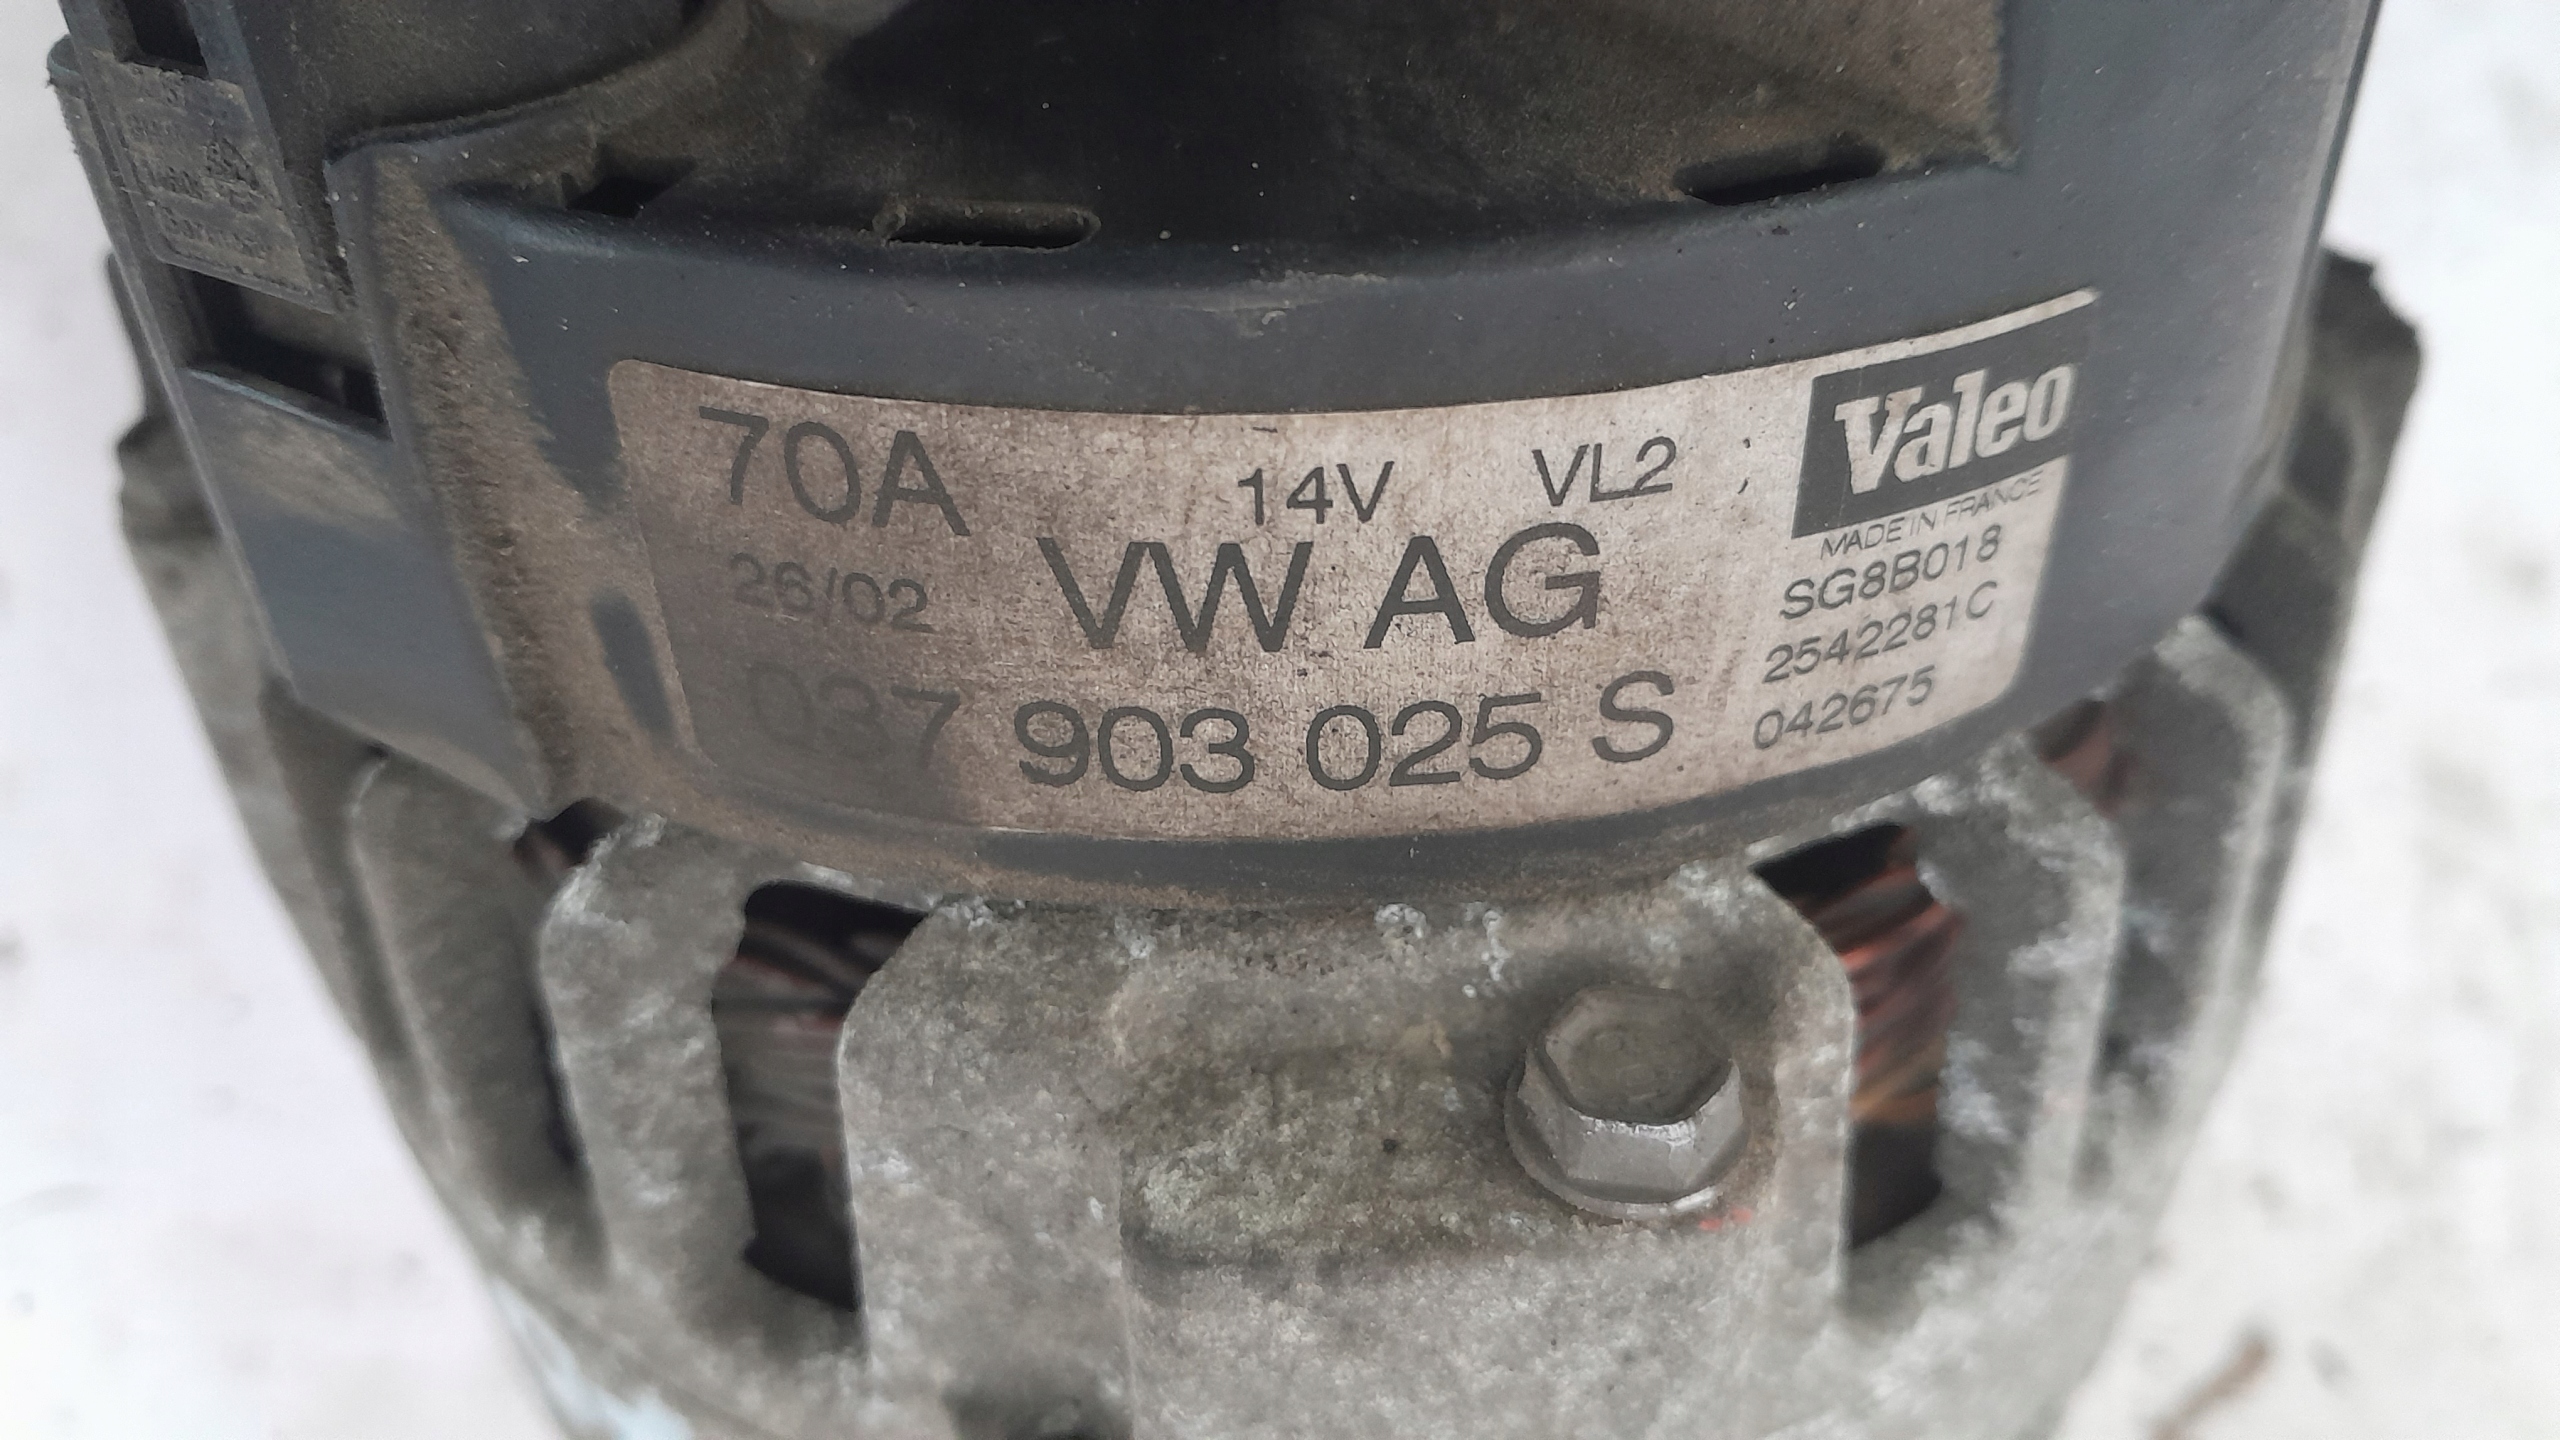 70A 14V VL2 Valeo
MADE IN FRANCE
26/02 VW AG SG8B018
2542281C
037 903 025 S 042675